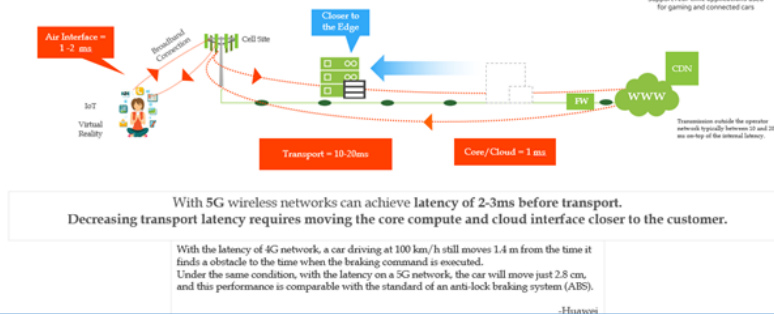 for gaming and connected cars
Closer to
the Edge
Air Interface =
1 -2 ms
Broadband
Connection
Cell Site
CDN
IoT
Virtual
Reality
FW
WWW
Transmission outside the operator
network typically between 10 and 20
ms on-top of the internal latency.
Transport = 10-20ms
Core/Cloud = 1 ms
With 5G wireless networks can achieve latency of 2-3ms before transport.
Decreasing transport latency requires moving the core compute and cloud interface closer to the customer.
With the latency of 4G network, a car driving at 100 km/h still moves 1.4 m from the time it
finds a obstacle to the time when the braking command is executed.
Under the same condition, with the latency on a 5G network, the car will move just 2.8 cm,
and this performance is comparable with the standard of an anti-lock braking system (ABS).
-Huawei